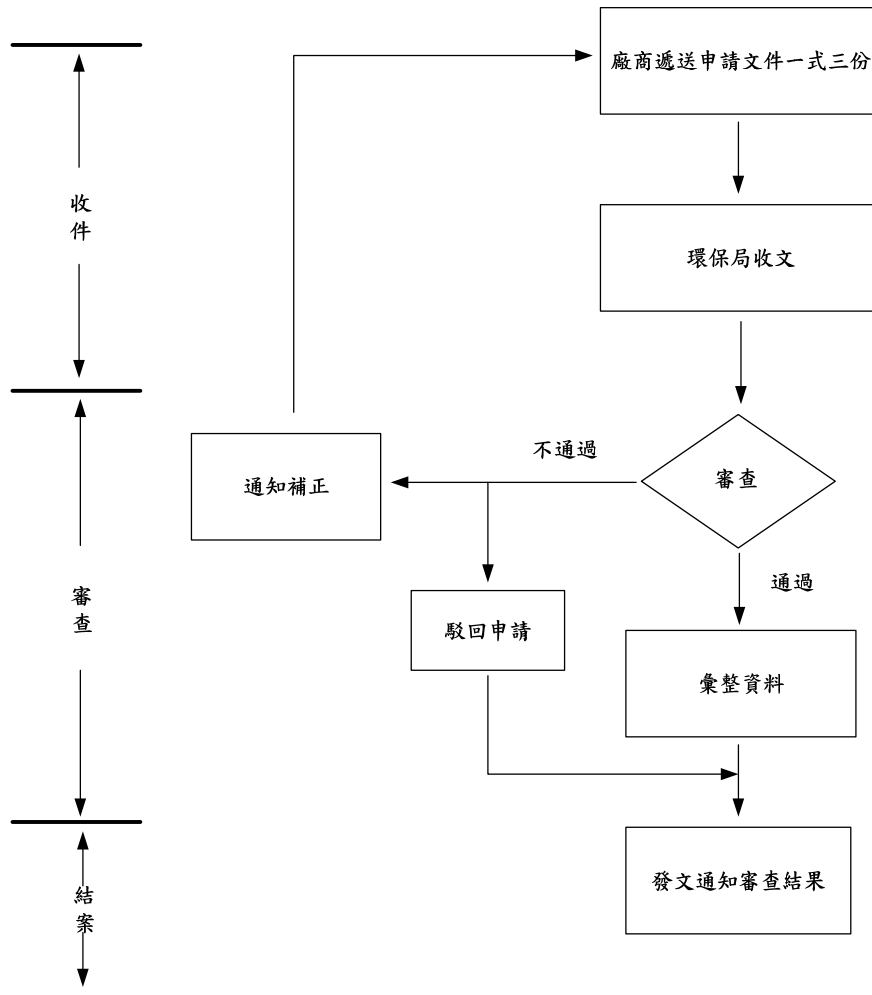 廠商遞送申請文件一式三份
收件
環保局收文
不通過
審查
通知補正
通過
審查
駁回申請
彙整資料
發文通知審查結果
結案